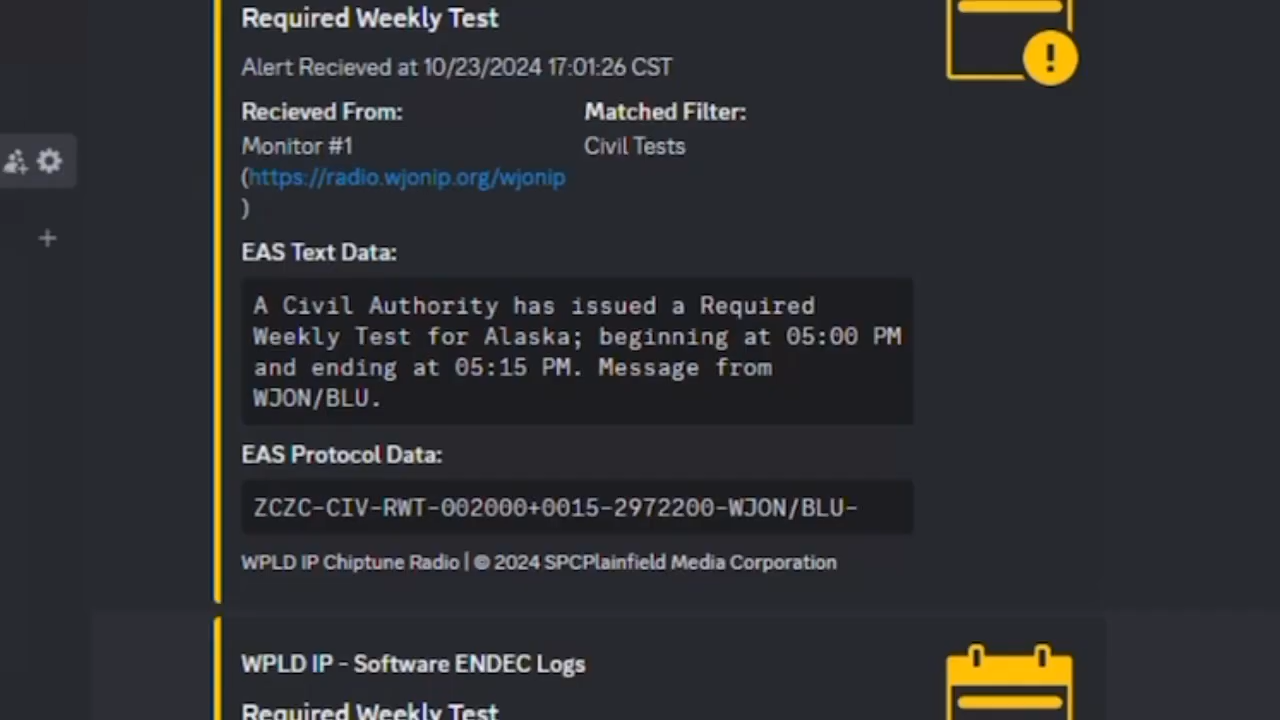 Required Weekly Test
Alert Recieved at 10/23/2024 17:01:26 CST
Recieved From:
Matched Filter:
Monitor #1
Civil Tests
(https://radio.wjonip.org/wjonip
)
EAS Text Data:
A Civil Authority has issued a Required
Weekly Test for Alaska; beginning at 05:00 PM
and ending at 05:15 PM. Message from
WJON/BLU.
EAS Protocol Data:
ZCZC-CIV-RWT-002000+0015-2972200-WJON/BLU-
WPLD IP Chiptune Radio | © 2024 SPCPlainfield Media Corporation
WPLD IP - Software ENDEC Logs
Required Weekly Test